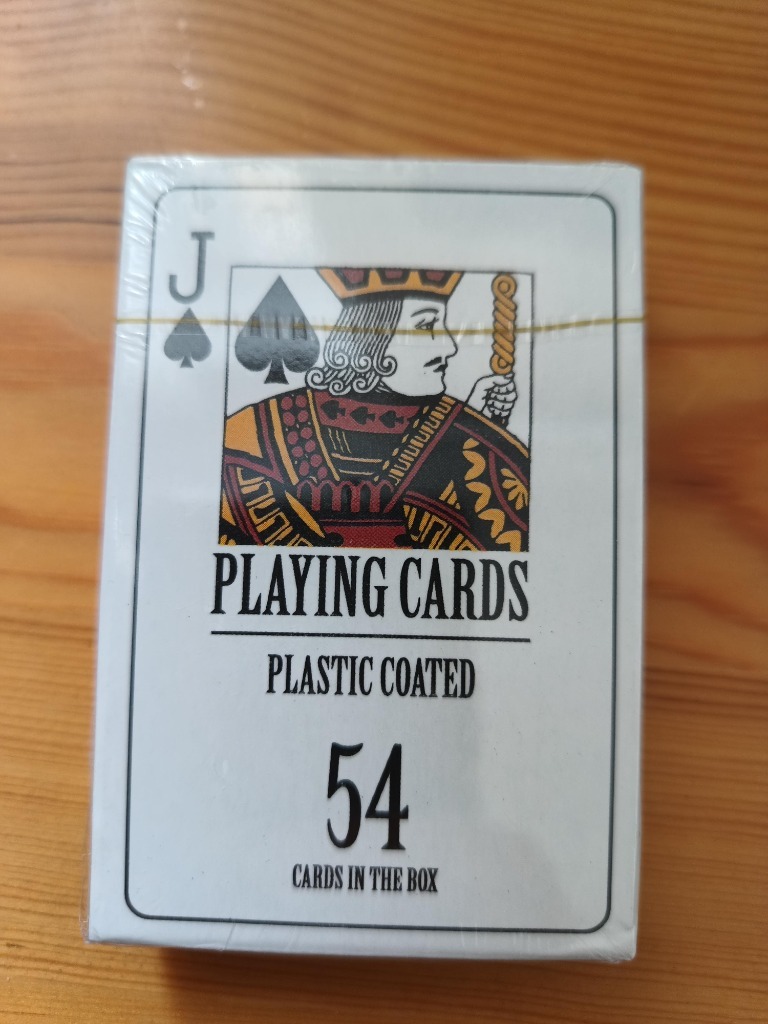 J
PLAYING CARDS
PLASTIC COATED
54
CARDS IN THE BOX